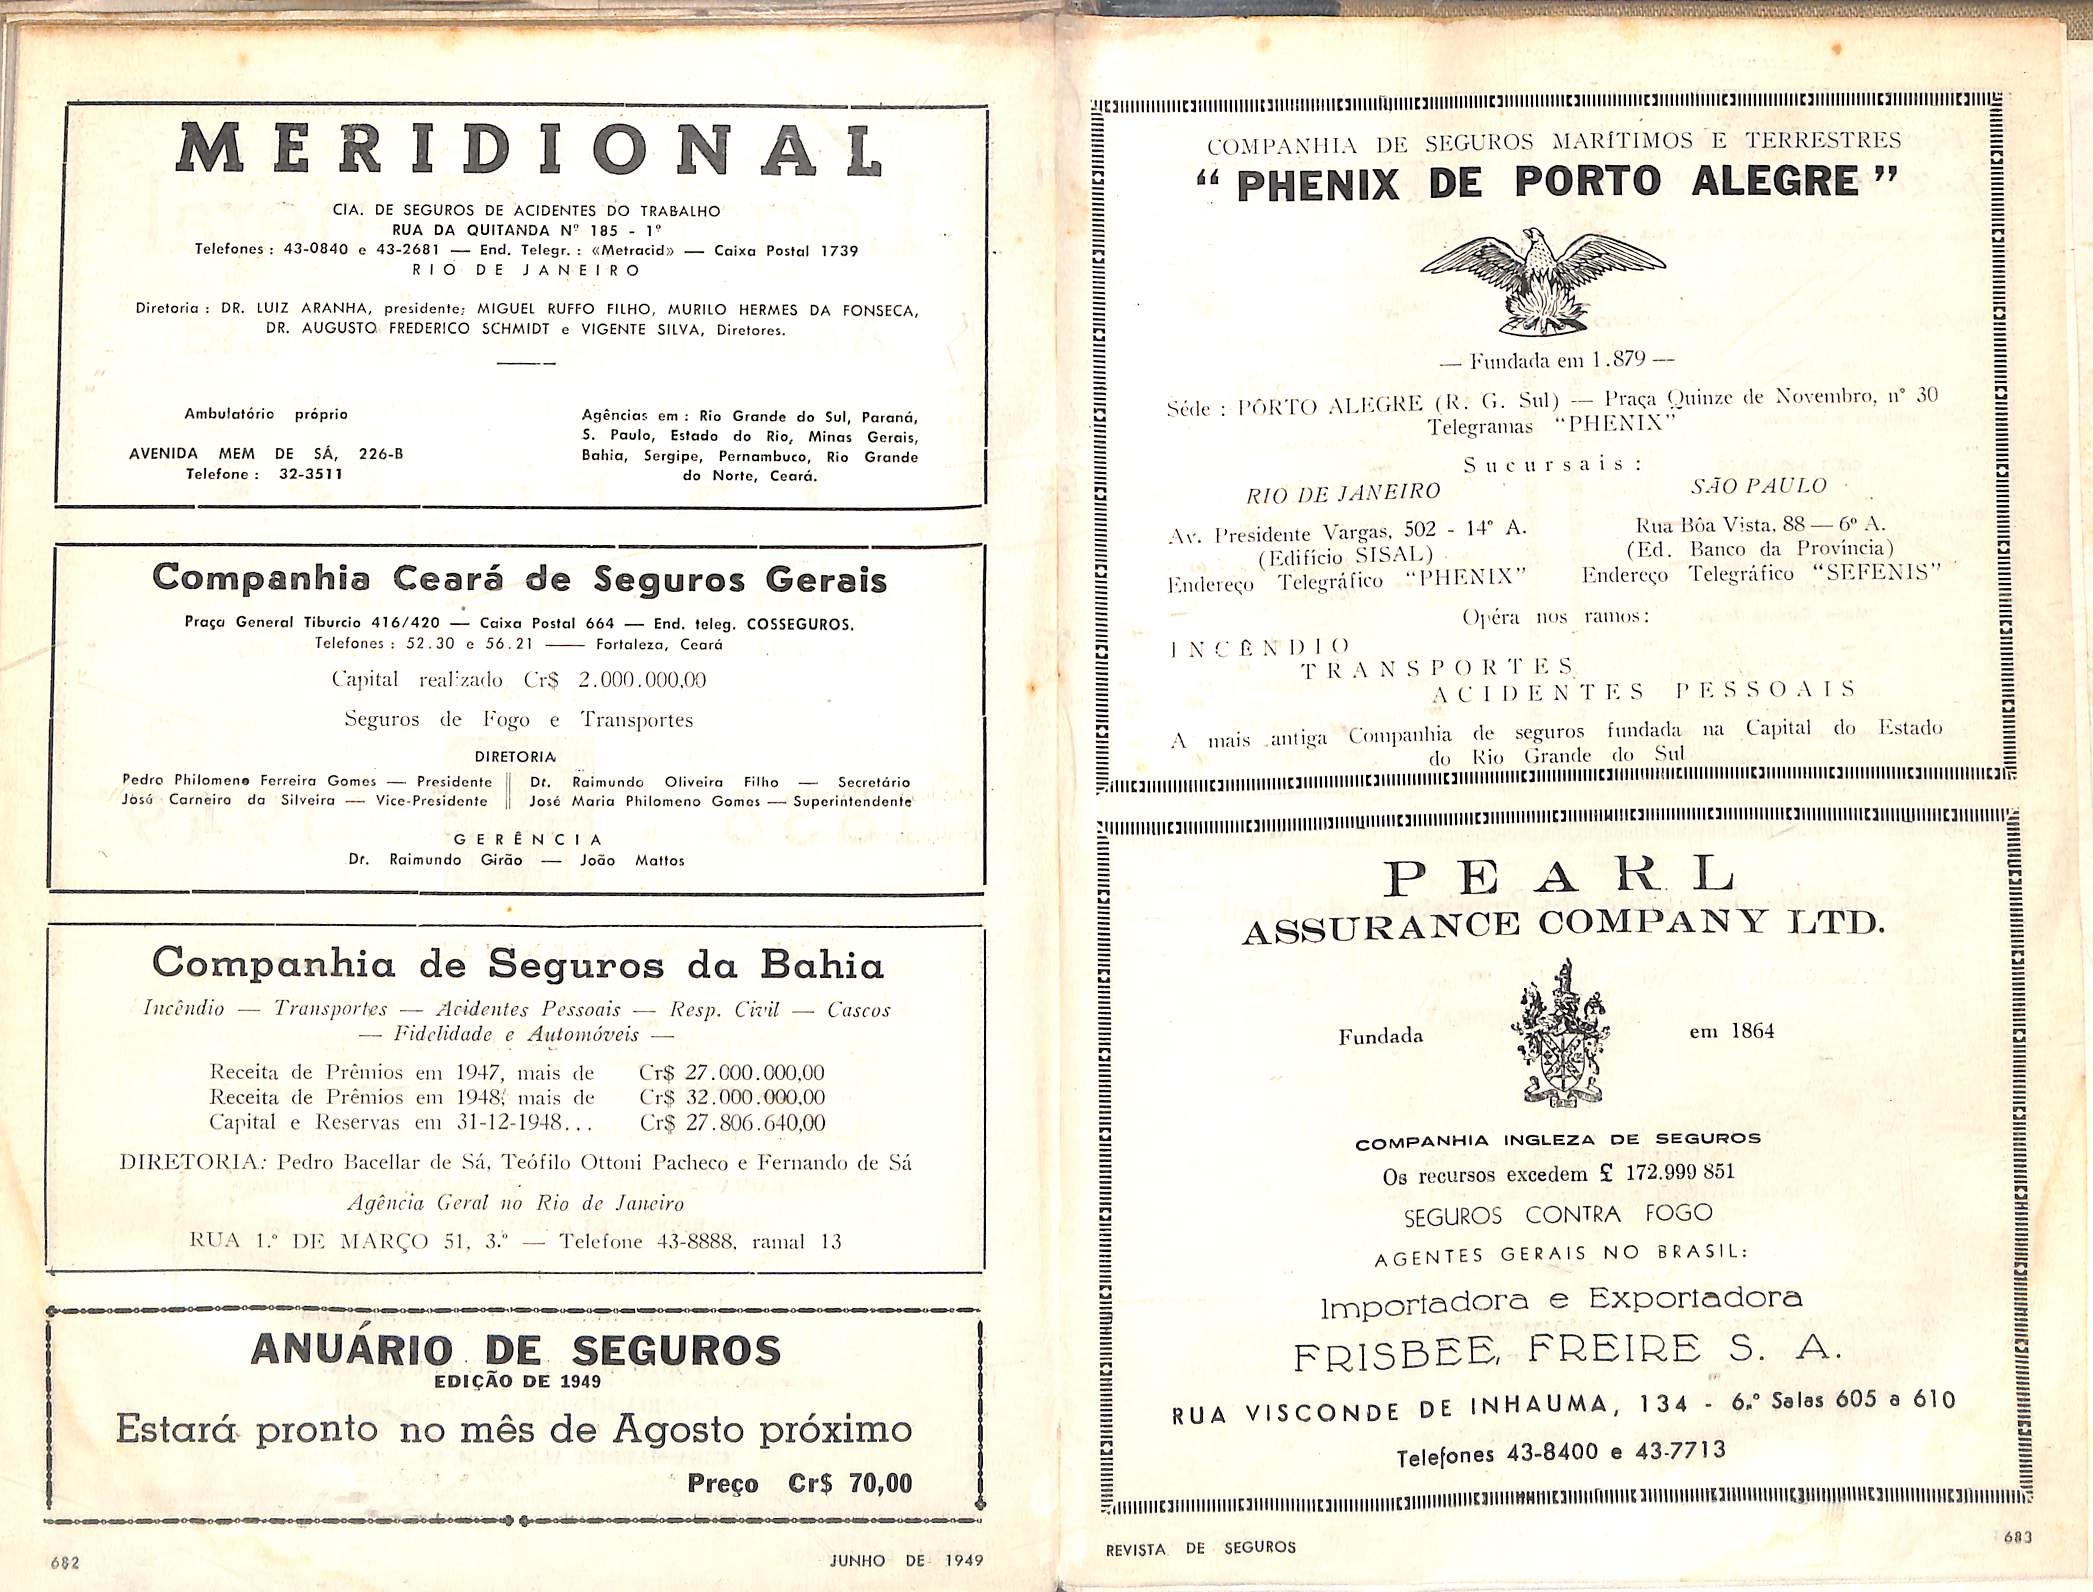 MERIDIONAL
CIA. DE SEGUROS DE ACIDENTES DO TRABALHO
RUA DA QUITANDA Nº 185 - 1º
Telefones : 43-0840 e 43-2681 — End. Telegr. : «Metracid» — Caixa Postal 1739
RIO DE JANEIRO
Diretoria : DR. LUIZ ARANHA, presidente; MIGUEL RUFFO FILHO, MURILO HERMES DA FONSECA,
DR. AUGUSTO FREDERICO SCHMIDT e VIGENTE SILVA, Diretores.
Ambulatório próprio
AVENIDA MEM DE SÁ, 226-B
Telefone : 32-3511
Agências em : Rio Grande do Sul, Paraná,
S. Paulo, Estado do Rio, Minas Gerais,
Bahia, Sergipe, Pernambuco, Rio Grande
do Norte, Ceará.
Companhia Ceará de Seguros Gerais
Praça General Tiburcio 416/420 — Caixa Postal 664 — End. teleg. COSSEGUROS.
Telefones : 52.30 e 56.21 — Fortaleza, Ceará
Capital realizado Cr$ 2.000.000,00
Seguros de Fogo e Transportes
DIRETORIA
Pedro Philomeno Ferreira Gomes — Presidente || Dr. Raimundo Oliveira Filho — Secretário
José Carneiro da Silveira — Vice-Presidente || José Maria Philomeno Gomes — Superintendente
GERÊNCIA
Dr. Raimundo Girão — João Mattos
Companhia de Seguros da Bahia
Incêndio — Transportes — Acidentes Pessoais — Resp. Civil — Cascos
— Fidelidade e Automóveis —
Receita de Prêmios em 1947, mais de Cr$ 27.000.000,00
Receita de Prêmios em 1948, mais de Cr$ 32.000.000,00
Capital e Reservas em 31-12-1948... Cr$ 27.806.640,00
DIRETORIA: Pedro Bacellar de Sá, Teófilo Ottoni Pacheco e Fernando de Sá
Agência Geral no Rio de Janeiro
RUA 1.º DE MARÇO 51, 3.º — Telefone 43-8888, ramal 13
ANUÁRIO DE SEGUROS
EDIÇÃO DE 1949
Estará pronto no mês de Agosto próximo
Preço Cr$ 70,00
682
JUNHO DE 1949
COMPANHIA DE SEGUROS MARÍTIMOS E TERRESTRES
“ PHENIX DE PORTO ALEGRE ”
— Fundada em 1.879 —
Séde : PÔRTO ALEGRE (R. G. Sul) — Praça Quinze de Novembro, nº 30
Telegramas “PHENIX”
Sucursais :
RIO DE JANEIRO
Av. Presidente Vargas, 502 - 14º A.
(Edifício SISAL)
Endereço Telegráfico “PHENIX”
SÃO PAULO
Rua Bôa Vista, 88 — 6º A.
(Ed. Banco da Província)
Endereço Telegráfico “SEFENIS”
Opéra nos ramos:
INCÊNDIO
TRANSPORTES
ACIDENTES PESSOAIS
A mais antiga Companhia de seguros fundada na Capital do Estado
do Rio Grande do Sul
PEARL
ASSURANCE COMPANY LTD.
Fundada em 1864
COMPANHIA INGLEZA DE SEGUROS
Os recursos excedem £ 172.999 851
SEGUROS CONTRA FOGO
AGENTES GERAIS NO BRASIL:
Importadora e Exportadora
FRISBEE, FREIRE S. A.
RUA VISCONDE DE INHAUMA, 134 - 6.º Salas 605 a 610
Telefones 43-8400 e 43-7713
REVISTA DE SEGUROS
683